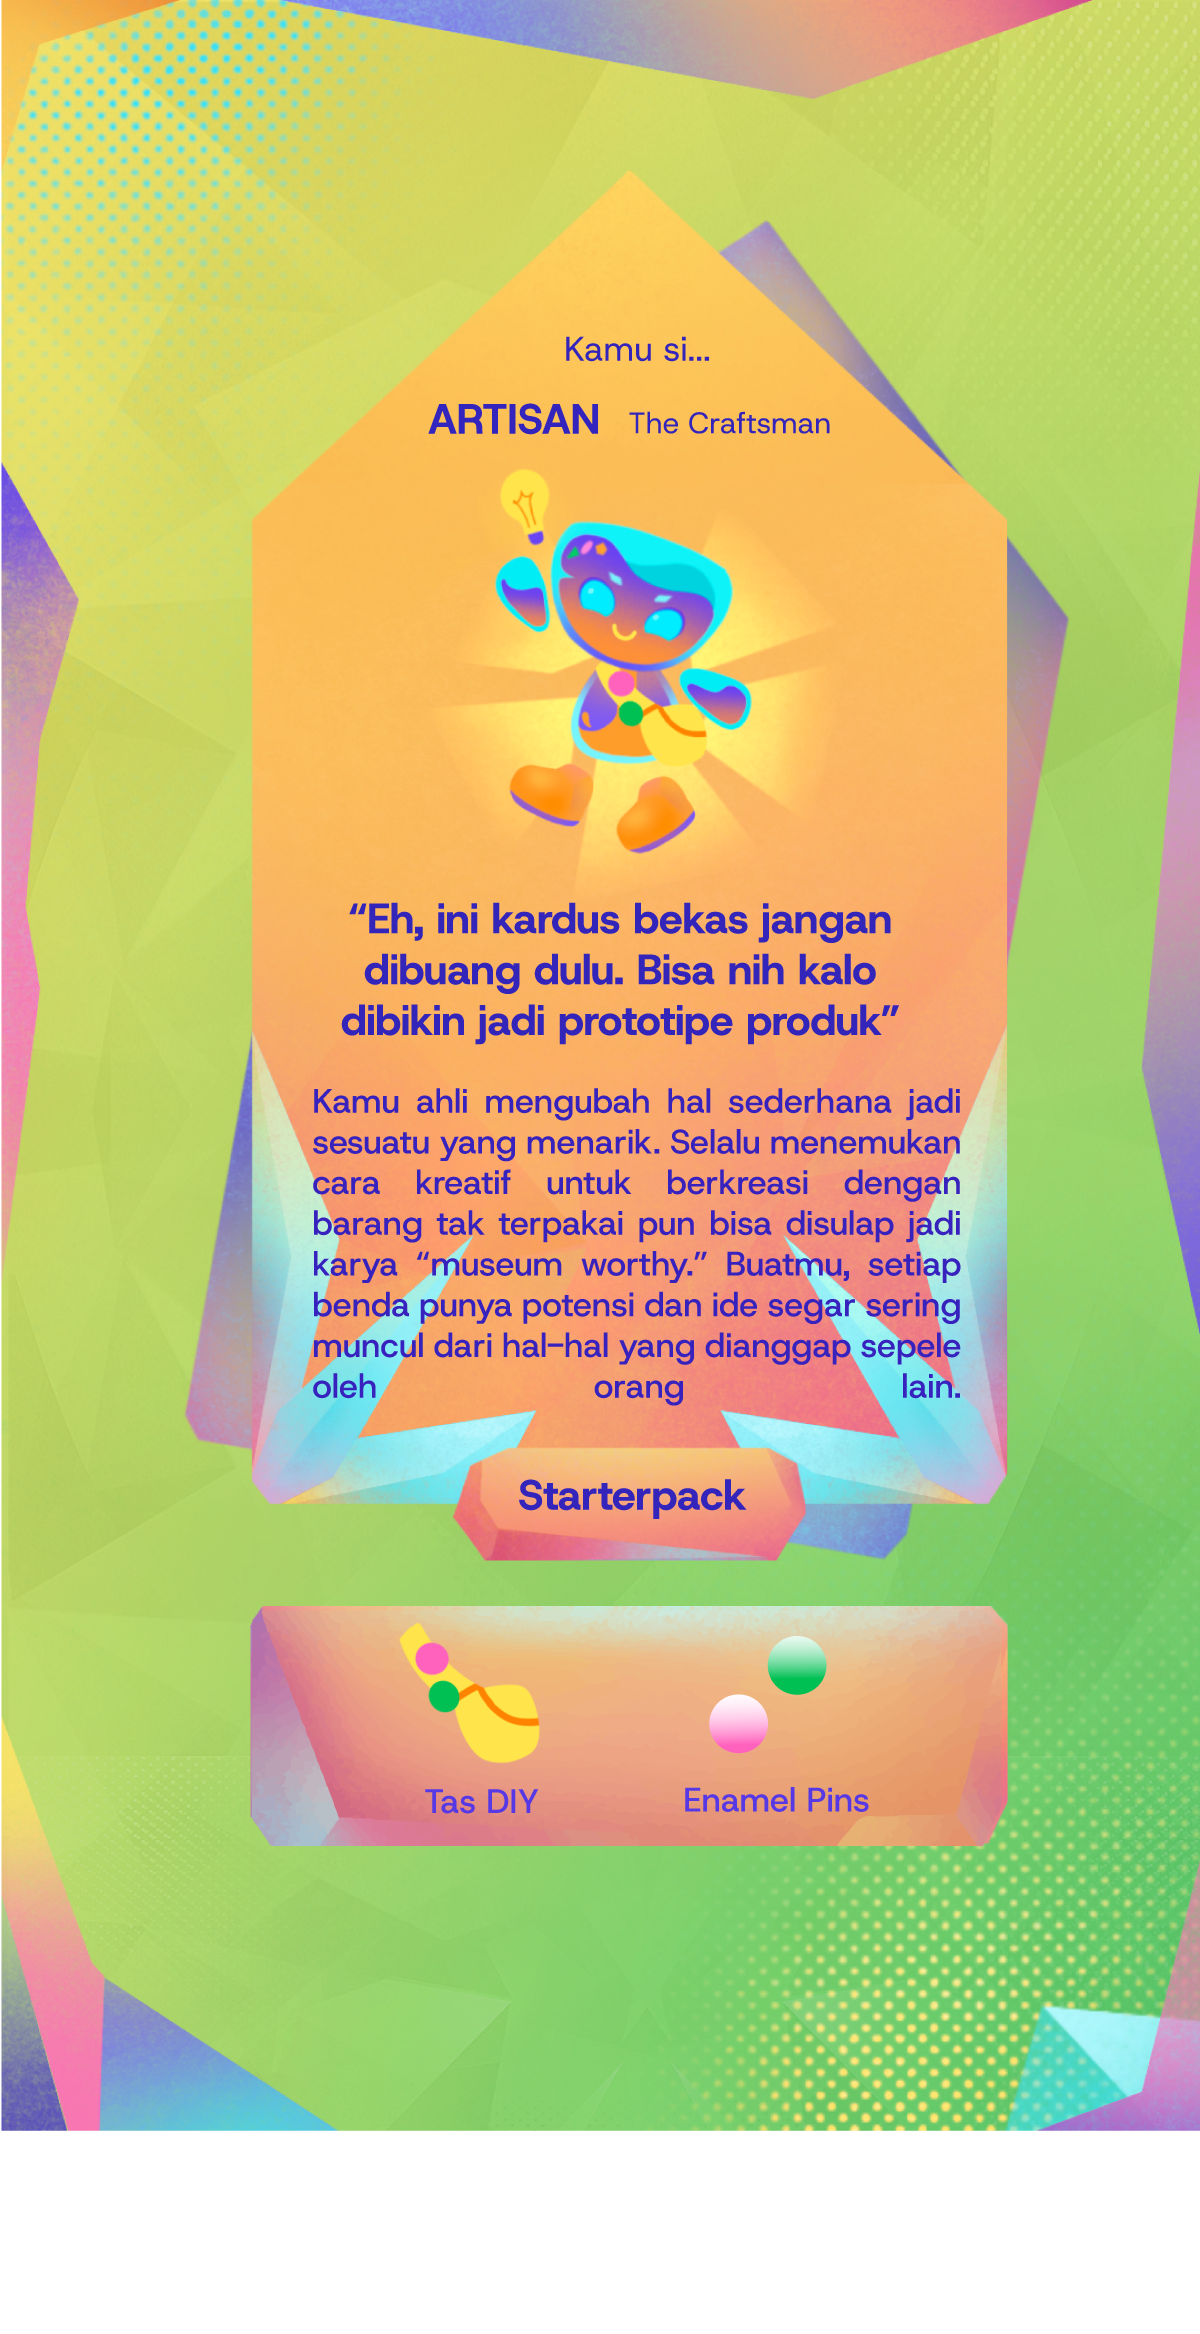 Kamu si...
ARTISAN The Craftsman
“Eh, ini kardus bekas jangan
dibuang dulu. Bisa nih kalo
dibikin jadi prototipe produk”
Kamu ahli mengubah hal sederhana jadi
sesuatu yang menarik. Selalu menemukan
cara kreatif untuk berkreasi dengan
barang tak terpakai pun bisa disulap jadi
karya “museum worthy.” Buatmu, setiap
benda punya potensi dan ide segar sering
muncul dari hal-hal yang dianggap sepele
oleh orang lain.
Starterpack
Tas DIY
Enamel Pins